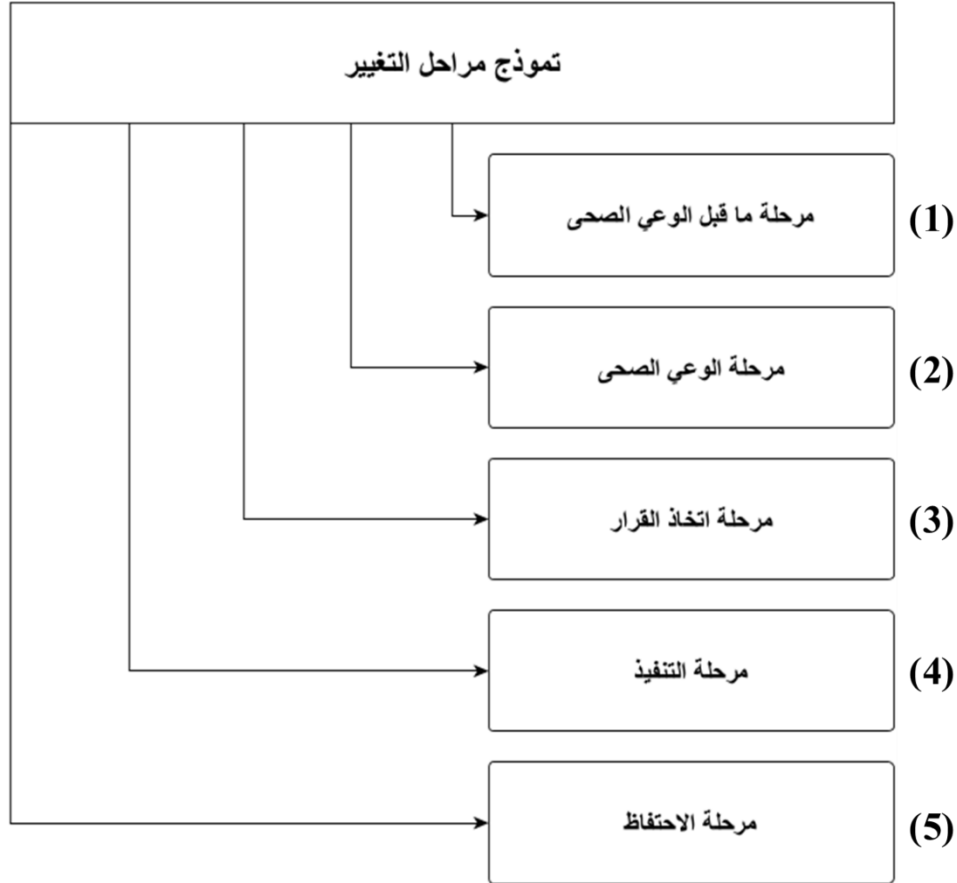 نموذج مراحل التغيير
مرحلة ما قبل الوعي الصحى
(1)
مرحلة الوعي الصحى
(2)
مرحلة اتخاذ القرار
(3)
مرحلة التنفيذ
(4)
مرحلة الاحتفاظ
(5)